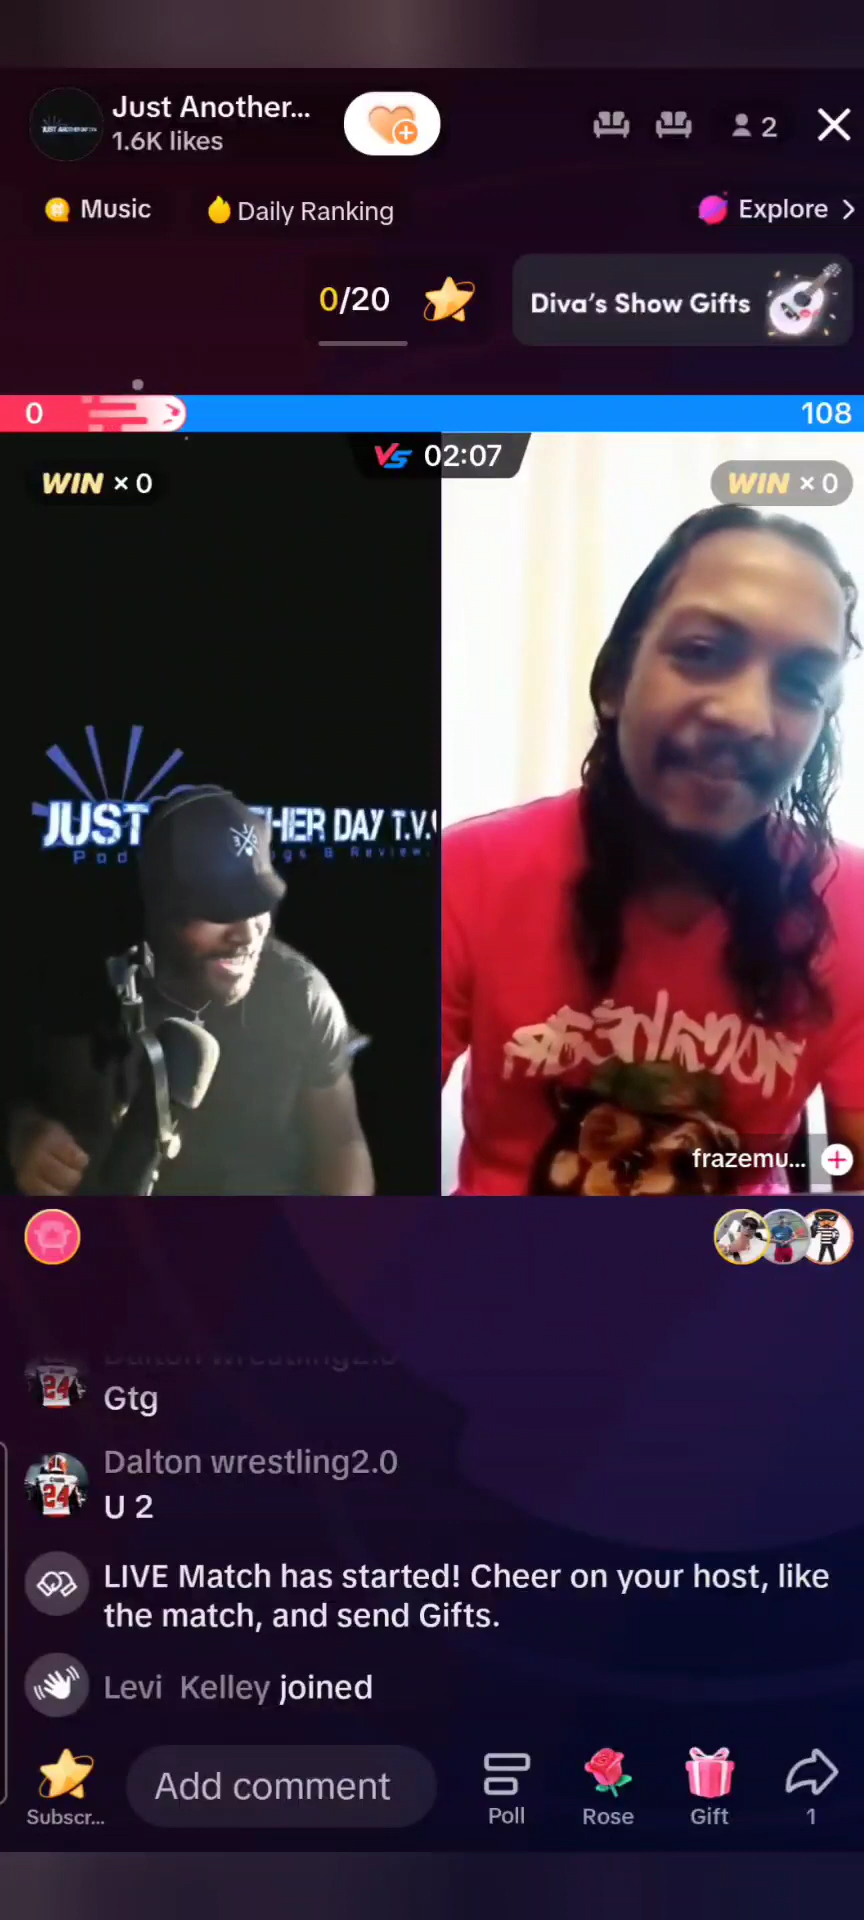 Just Another...
1.6K likes
2
Music
Daily Ranking
Explore
0/20
Diva's Show Gifts
0
108
VS 02:07
WIN × 0
WIN × 0
JUST HER DAY T.V.
frazemu...
Gtg
Dalton wrestling2.0
U 2
LIVE Match has started! Cheer on your host, like
the match, and send Gifts.
Levi Kelley joined
Add comment
Subscr...
Poll
Rose
Gift
1